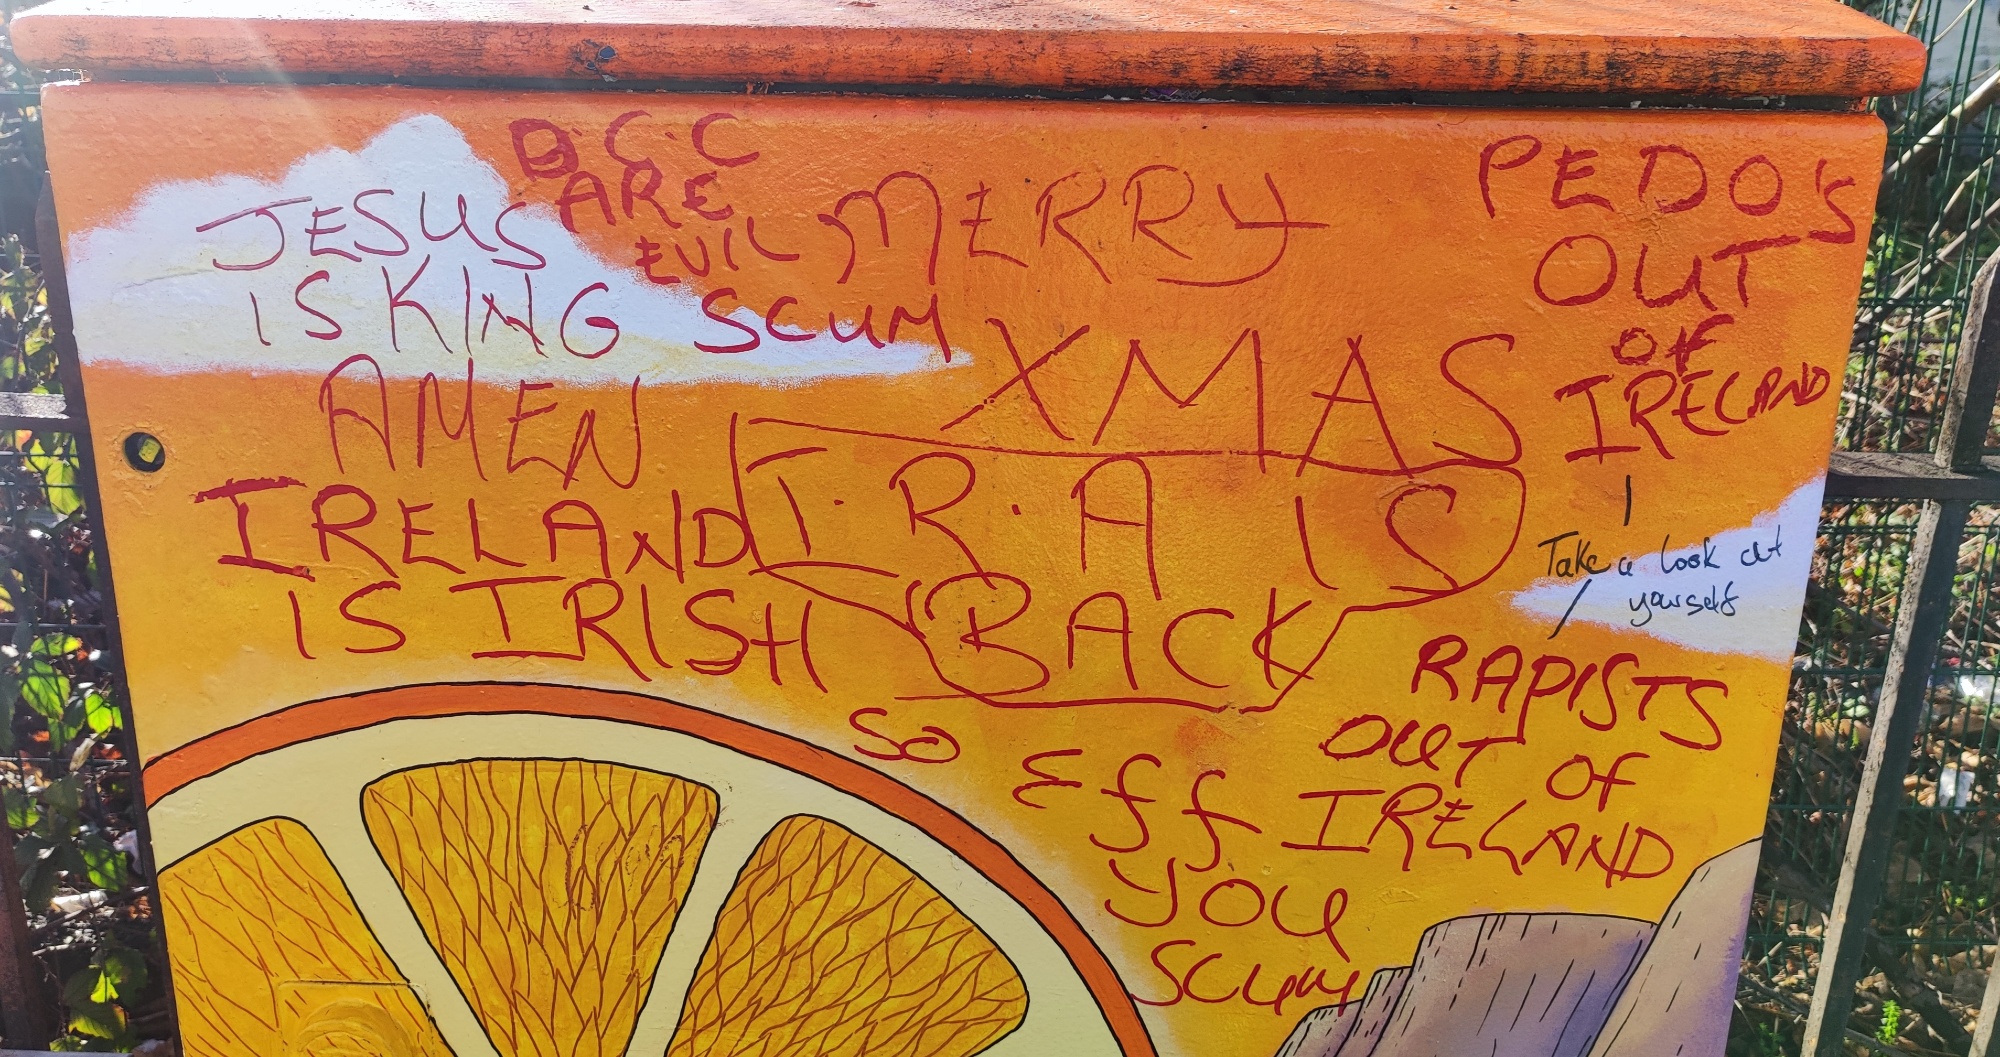 D.C.C
ARE
EVIL
SCUM
JESUS
IS KING
AMEN
MERRY
XMAS
PEDO'S
OUT
OF
IRELAND
IRELAND
IS IRISH
I.R.A IS
BACK
Take a look at
yourself
SO
EFF
YOU
SCUM
RAPISTS
OUT OF
IRELAND